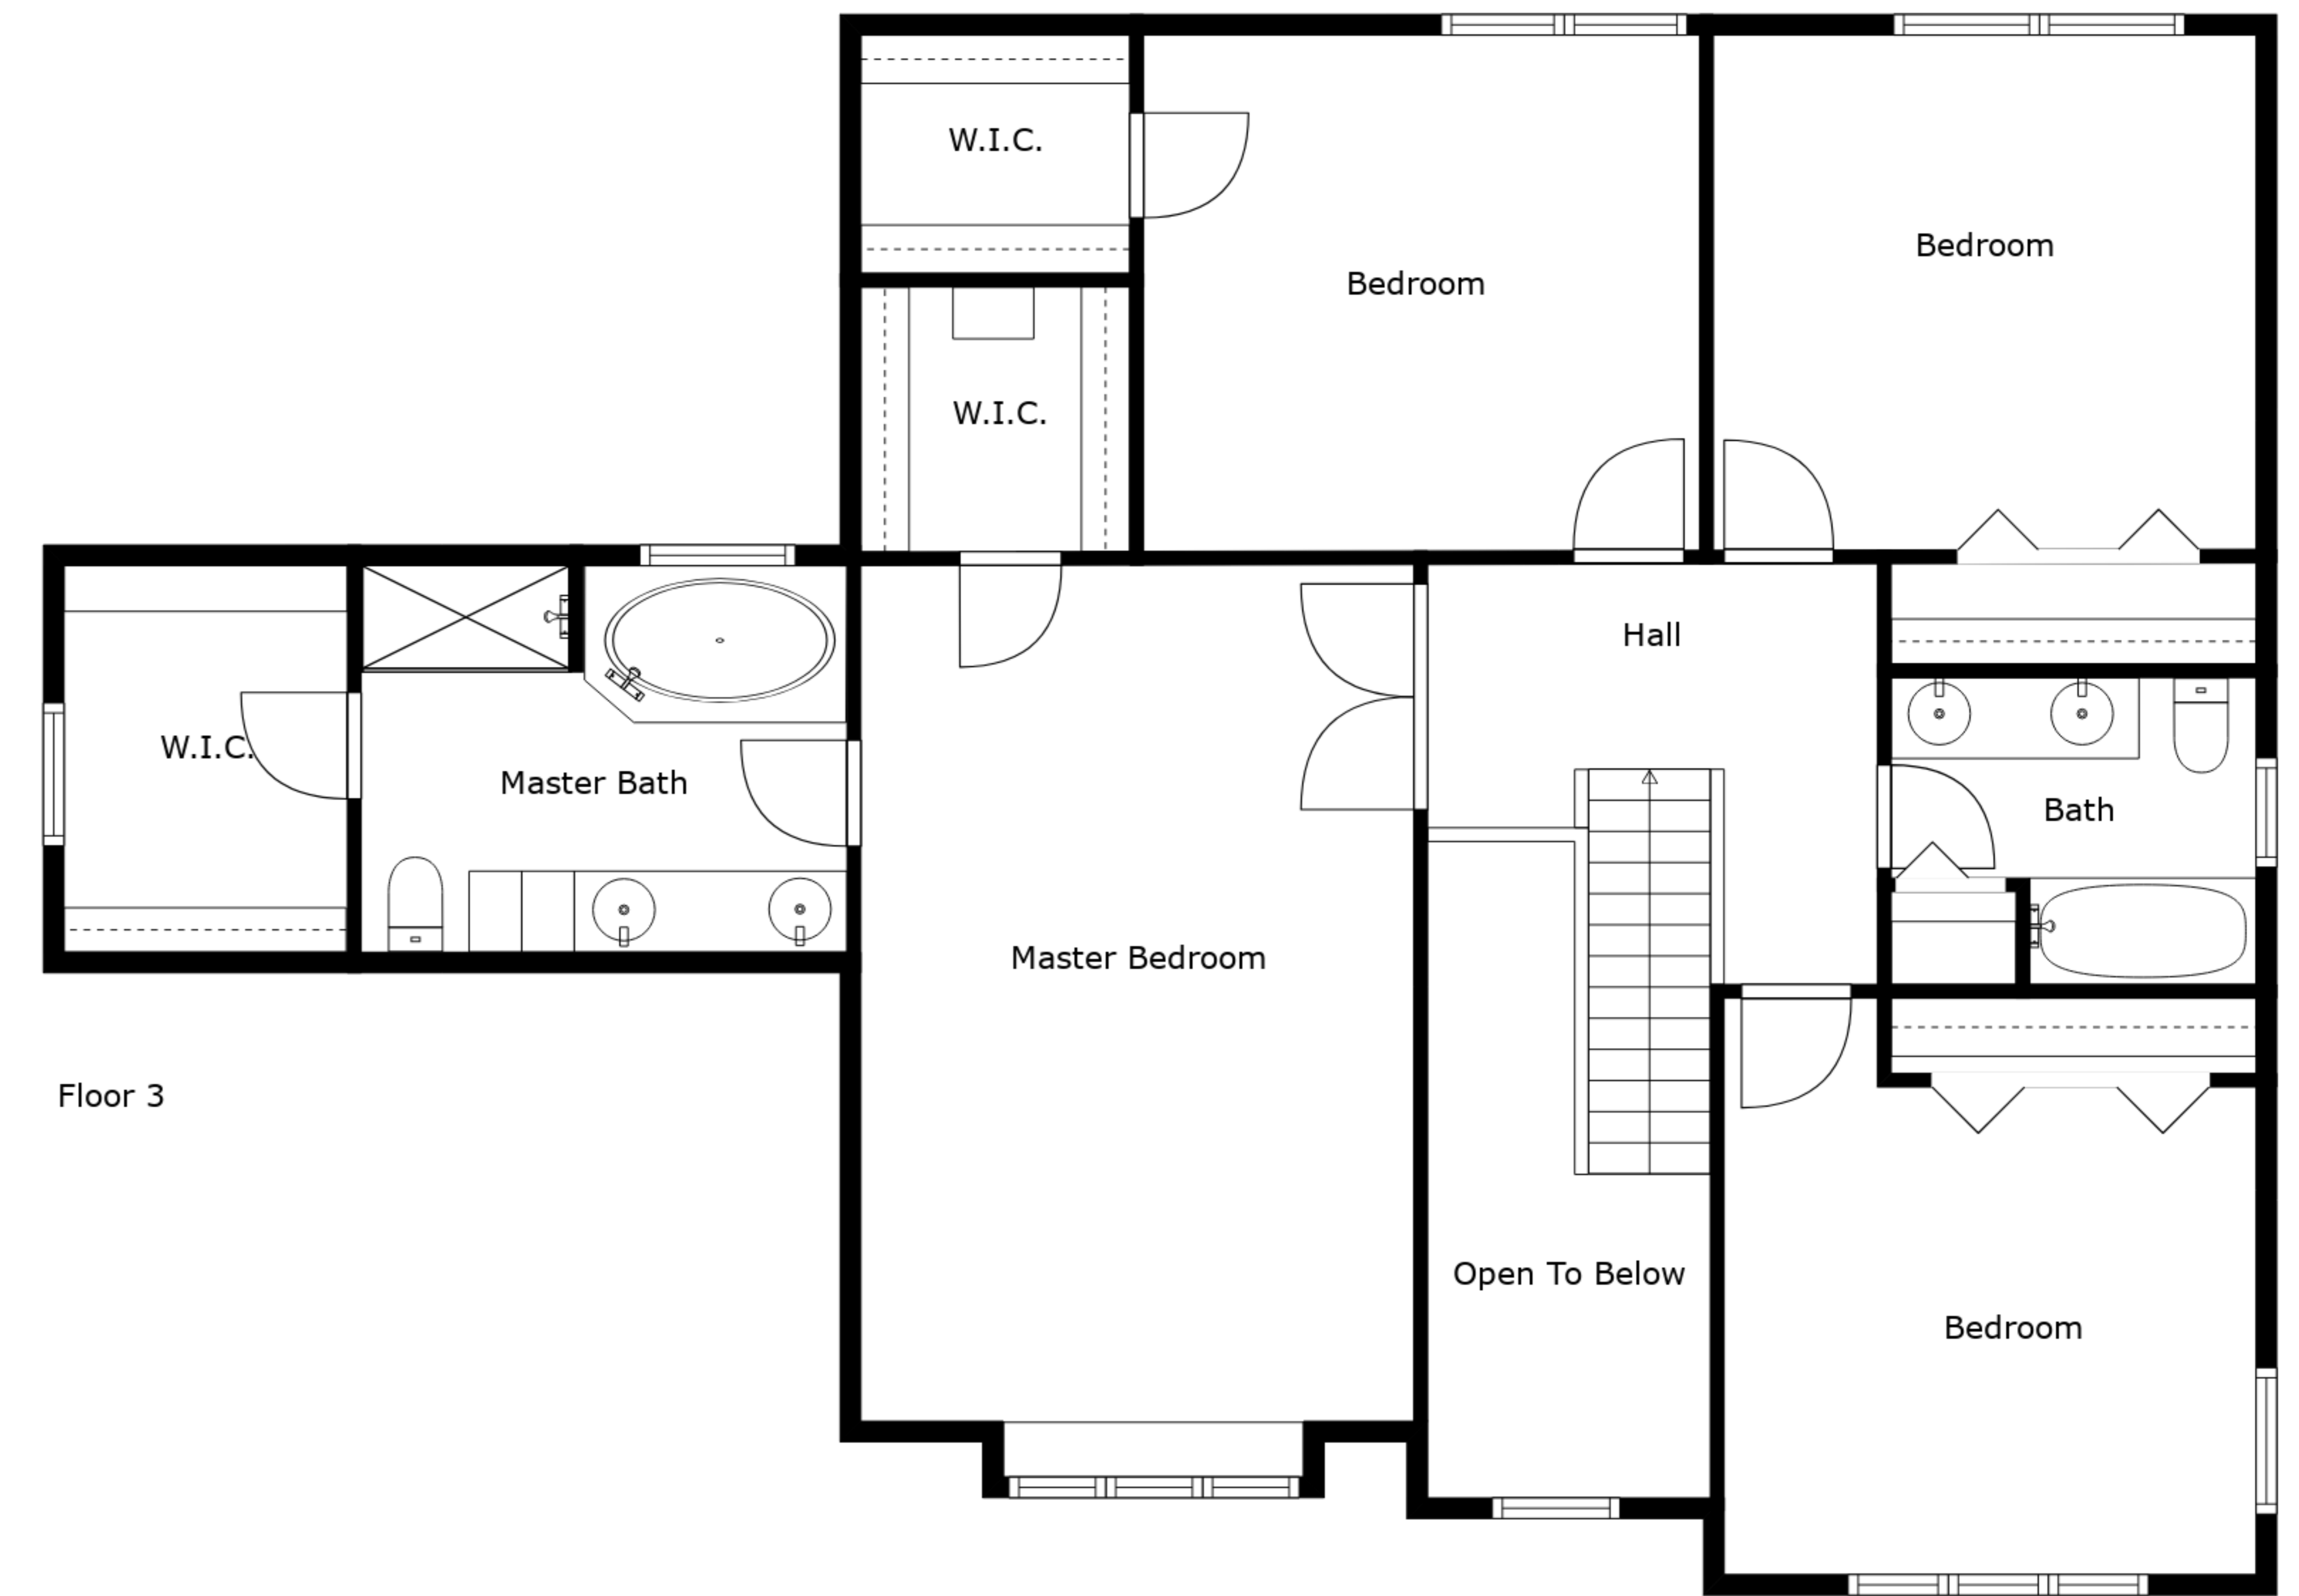 W.I.C.
Bedroom
Bedroom
W.I.C.
Hall
W.I.C.
Master Bath
Bath
Master Bedroom
Floor 3
Open To Below
Bedroom